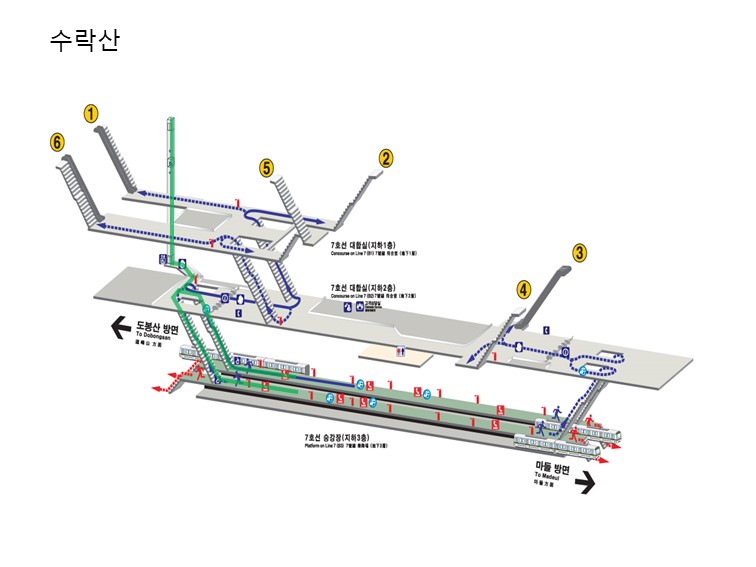 수락산
1
6
5
2
7호선 대합실(지하1층)
Concourse on Line 7 (B1)
3
7호선 대합실(지하2층)
Concourse on Line 7 (B2)
4
도봉산 방면
To Dobongsan
7호선 승강장(지하3층)
Platform on Line 7 (B3)
마들 방면
To Madeul